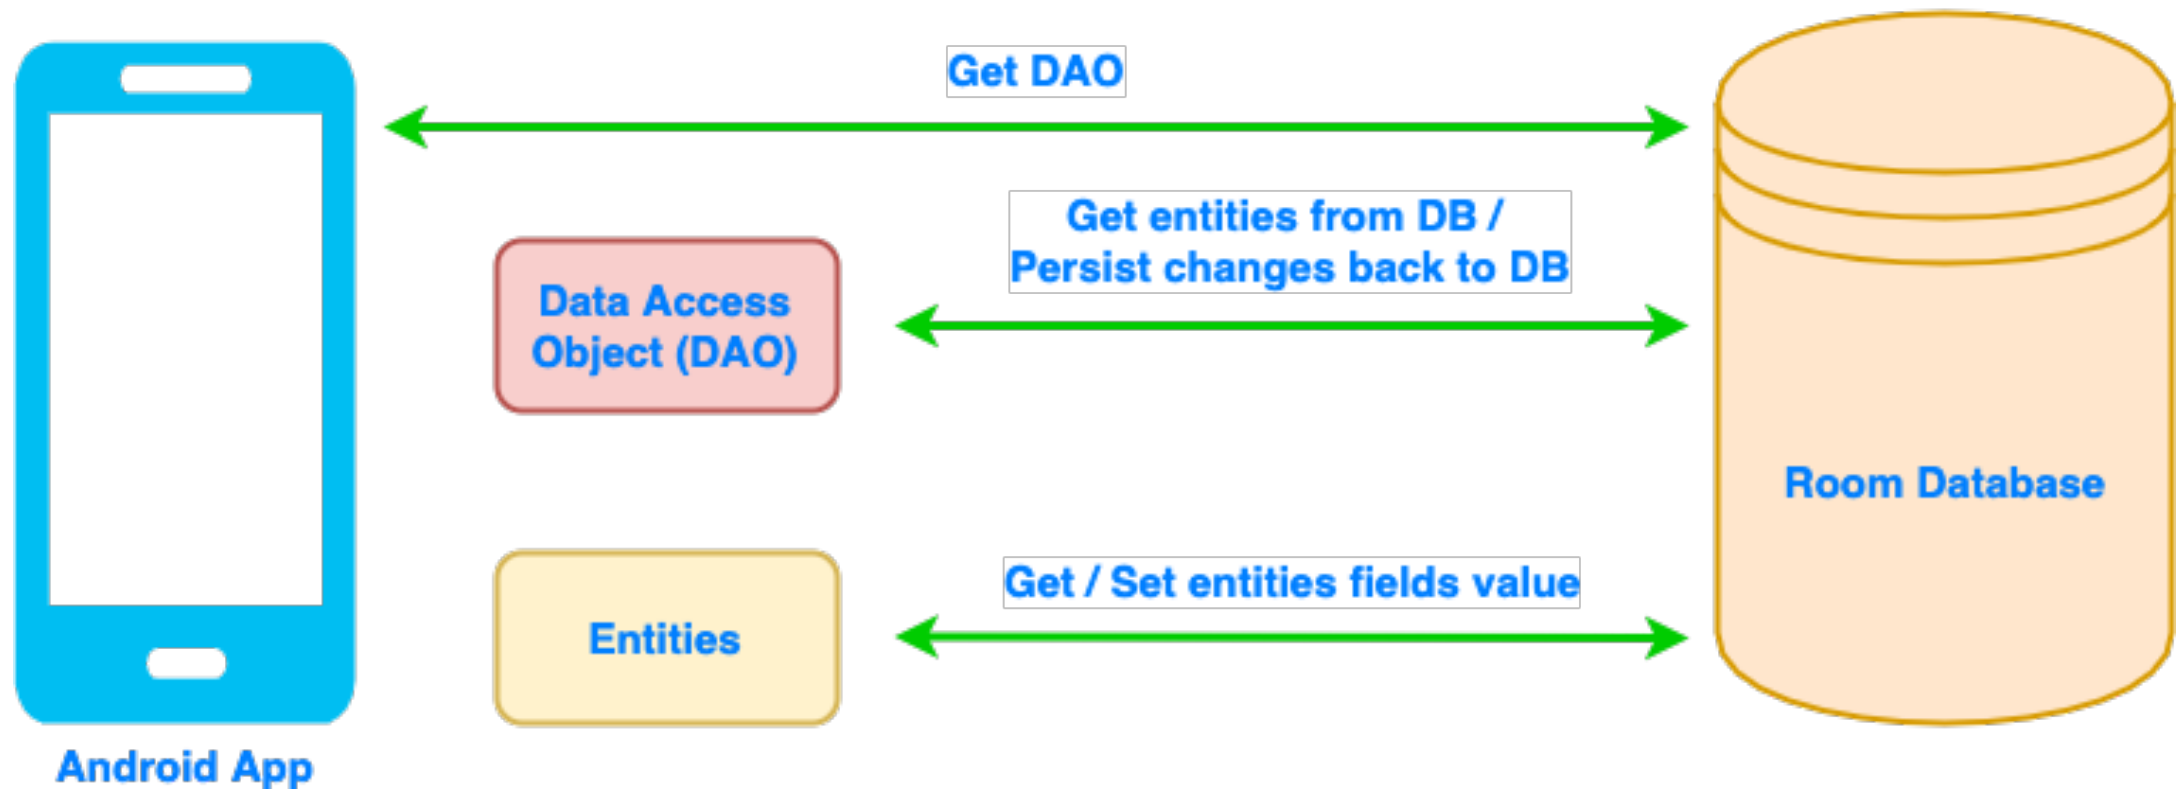 Get DAO
Get entities from DB /
Persist changes back to DB
Data Access
Object (DAO)
Room Database
Get / Set entities fields value
Entities
Android App